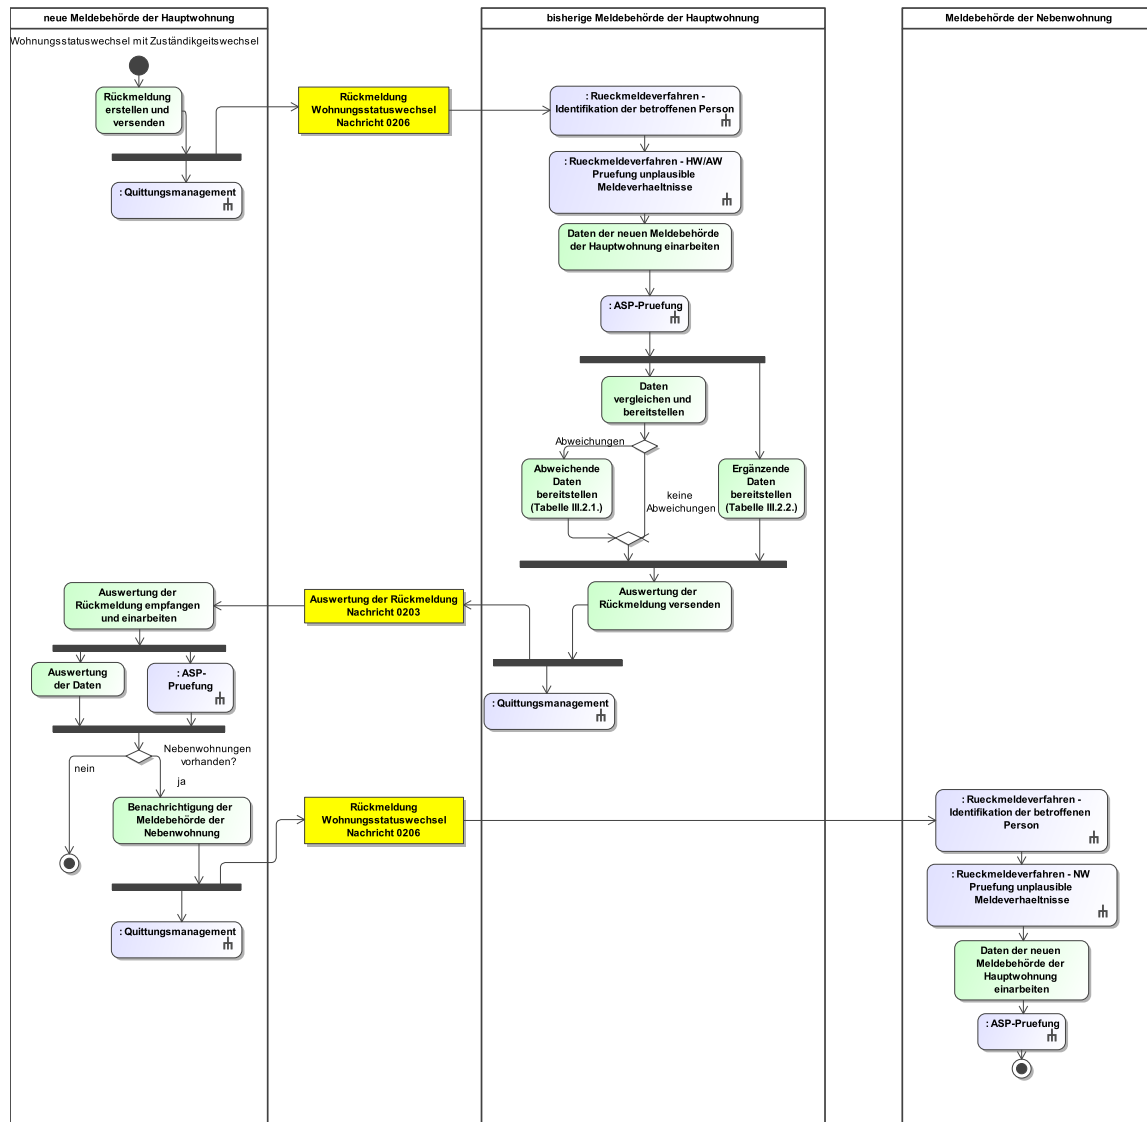 neue Meldebehörde der Hauptwohnung
bisherige Meldebehörde der Hauptwohnung
Meldebehörde der Nebenwohnung
Wohnungsstatuswechsel mit Zuständikgeitswechsel
Rückmeldung
erstellen und
versenden
: Quittungsmanagement
Rückmeldung
Wohnungsstatuswechsel
Nachricht 0206
: Rueckmeldeverfahren -
Identifikation der betroffenen Person
: Rueckmeldeverfahren - HW/AW
Pruefung unplausible
Meldeverhaeltnisse
Daten der neuen Meldebehörde
der Hauptwohnung einarbeiten
: ASP-Pruefung
Daten
vergleichen und
bereitstellen
Abweichungen
Abweichende
Daten
bereitstellen
(Tabelle III.2.1.)
keine
Abweichungen
Ergänzende
Daten
bereitstellen
(Tabelle III.2.2.)
Auswertung der
Rückmeldung versenden
: Quittungsmanagement
Auswertung der Rückmeldung
Nachricht 0203
Auswertung der
Rückmeldung empfangen
und einarbeiten
Auswertung
der Daten
: ASP-
Pruefung
Nebenwohnungen
vorhanden?
nein
ja
Benachrichtigung der
Meldebehörde der
Nebenwohnung
: Quittungsmanagement
Rückmeldung
Wohnungsstatuswechsel
Nachricht 0206
: Rueckmeldeverfahren -
Identifikation der betroffenen
Person
: Rueckmeldeverfahren - NW
Pruefung unplausible
Meldeverhaeltnisse
Daten der neuen
Meldebehörde der
Hauptwohnung
einarbeiten
: ASP-Pruefung